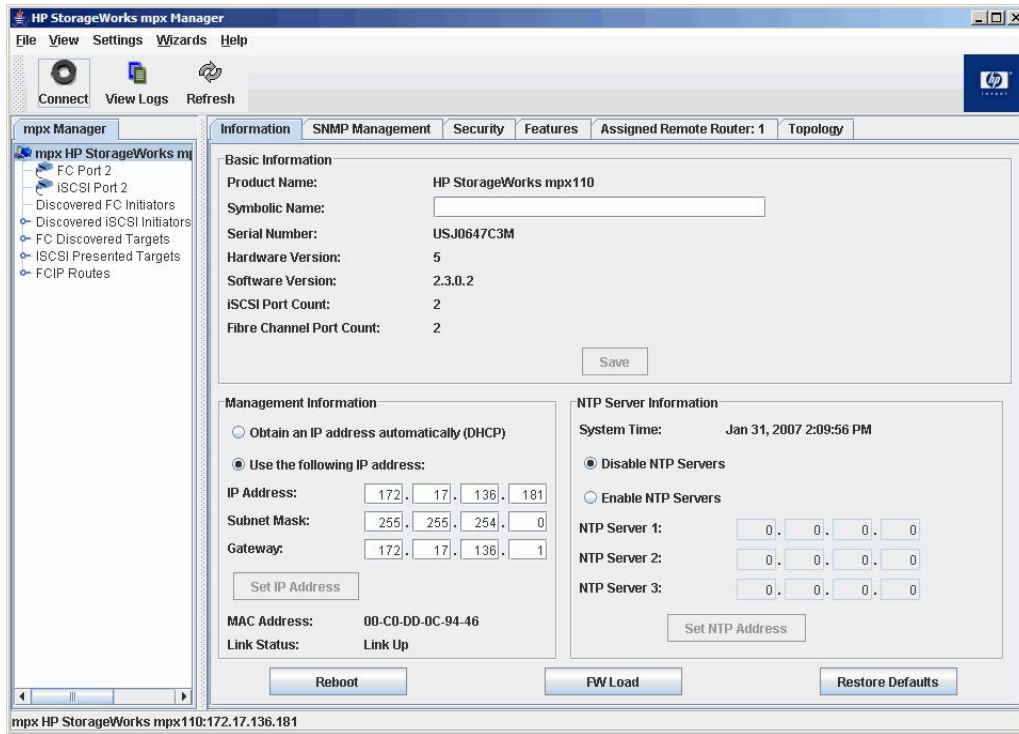 HP StorageWorks mpx Manager
File View Settings Wizards Help
Connect View Logs Refresh
hp
invent
mpx Manager
mpx HP StorageWorks mp
FC Port 2
iSCSI Port 2
Discovered FC Initiators
Discovered iSCSI Initiators
FC Discovered Targets
ISCSI Presented Targets
FCIP Routes
Information SNMP Management Security Features Assigned Remote Router: 1 Topology
Basic Information
Product Name: HP StorageWorks mpx110
Symbolic Name:
Serial Number: USJ0647C3M
Hardware Version: 5
Software Version: 2.3.0.2
iSCSI Port Count: 2
Fibre Channel Port Count: 2
Save
Management Information
Obtain an IP address automatically (DHCP)
Use the following IP address:
IP Address: 172. 17. 136. 181
Subnet Mask: 255. 255. 254. 0
Gateway: 172. 17. 136. 1
Set IP Address
MAC Address: 00-C0-DD-0C-94-46
Link Status: Link Up
NTP Server Information
System Time: Jan 31, 2007 2:09:56 PM
Disable NTP Servers
Enable NTP Servers
NTP Server 1: 0. 0. 0. 0
NTP Server 2: 0. 0. 0. 0
NTP Server 3: 0. 0. 0. 0
Set NTP Address
Reboot FW Load Restore Defaults
mpx HP StorageWorks mpx110:172.17.136.181